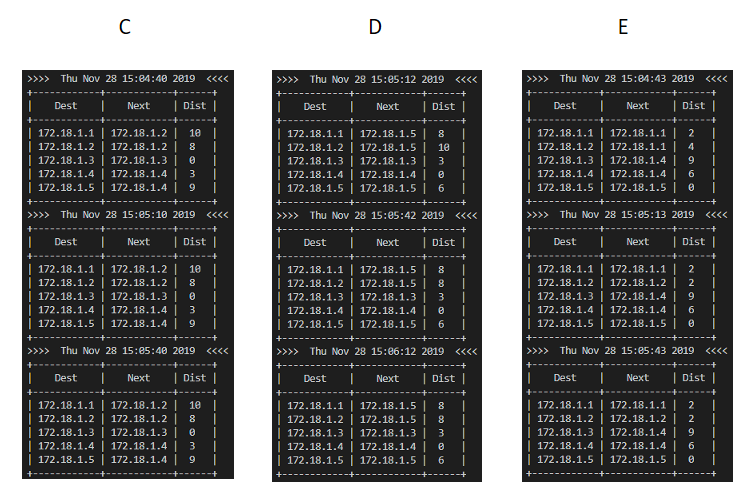 C
>>>> Thu Nov 28 15:04:40 2019 <<<<
+------------+------------+------+
| Dest | Next | Dist |
+------------+------------+------+
| 172.18.1.1 | 172.18.1.2 | 10 |
| 172.18.1.2 | 172.18.1.2 | 8 |
| 172.18.1.3 | 172.18.1.3 | 0 |
| 172.18.1.4 | 172.18.1.4 | 3 |
| 172.18.1.5 | 172.18.1.4 | 9 |
+------------+------------+------+
>>>> Thu Nov 28 15:05:10 2019 <<<<
+------------+------------+------+
| Dest | Next | Dist |
+------------+------------+------+
| 172.18.1.1 | 172.18.1.2 | 10 |
| 172.18.1.2 | 172.18.1.2 | 8 |
| 172.18.1.3 | 172.18.1.3 | 0 |
| 172.18.1.4 | 172.18.1.4 | 3 |
| 172.18.1.5 | 172.18.1.4 | 9 |
+------------+------------+------+
>>>> Thu Nov 28 15:05:40 2019 <<<<
+------------+------------+------+
| Dest | Next | Dist |
+------------+------------+------+
| 172.18.1.1 | 172.18.1.2 | 10 |
| 172.18.1.2 | 172.18.1.2 | 8 |
| 172.18.1.3 | 172.18.1.3 | 0 |
| 172.18.1.4 | 172.18.1.4 | 3 |
| 172.18.1.5 | 172.18.1.4 | 9 |
+------------+------------+------+
D
>>>> Thu Nov 28 15:05:12 2019 <<<<
+------------+------------+------+
| Dest | Next | Dist |
+------------+------------+------+
| 172.18.1.1 | 172.18.1.5 | 8 |
| 172.18.1.2 | 172.18.1.5 | 10 |
| 172.18.1.3 | 172.18.1.3 | 3 |
| 172.18.1.4 | 172.18.1.4 | 0 |
| 172.18.1.5 | 172.18.1.5 | 6 |
+------------+------------+------+
>>>> Thu Nov 28 15:05:42 2019 <<<<
+------------+------------+------+
| Dest | Next | Dist |
+------------+------------+------+
| 172.18.1.1 | 172.18.1.5 | 8 |
| 172.18.1.2 | 172.18.1.5 | 8 |
| 172.18.1.3 | 172.18.1.3 | 3 |
| 172.18.1.4 | 172.18.1.4 | 0 |
| 172.18.1.5 | 172.18.1.5 | 6 |
+------------+------------+------+
>>>> Thu Nov 28 15:06:12 2019 <<<<
+------------+------------+------+
| Dest | Next | Dist |
+------------+------------+------+
| 172.18.1.1 | 172.18.1.5 | 8 |
| 172.18.1.2 | 172.18.1.5 | 8 |
| 172.18.1.3 | 172.18.1.3 | 3 |
| 172.18.1.4 | 172.18.1.4 | 0 |
| 172.18.1.5 | 172.18.1.5 | 6 |
+------------+------------+------+
E
>>>> Thu Nov 28 15:04:43 2019 <<<<
+------------+------------+------+
| Dest | Next | Dist |
+------------+------------+------+
| 172.18.1.1 | 172.18.1.1 | 2 |
| 172.18.1.2 | 172.18.1.1 | 4 |
| 172.18.1.3 | 172.18.1.4 | 9 |
| 172.18.1.4 | 172.18.1.4 | 6 |
| 172.18.1.5 | 172.18.1.5 | 0 |
+------------+------------+------+
>>>> Thu Nov 28 15:05:13 2019 <<<<
+------------+------------+------+
| Dest | Next | Dist |
+------------+------------+------+
| 172.18.1.1 | 172.18.1.1 | 2 |
| 172.18.1.2 | 172.18.1.2 | 2 |
| 172.18.1.3 | 172.18.1.4 | 9 |
| 172.18.1.4 | 172.18.1.4 | 6 |
| 172.18.1.5 | 172.18.1.5 | 0 |
+------------+------------+------+
>>>> Thu Nov 28 15:05:43 2019 <<<<
+------------+------------+------+
| Dest | Next | Dist |
+------------+------------+------+
| 172.18.1.1 | 172.18.1.1 | 2 |
| 172.18.1.2 | 172.18.1.2 | 2 |
| 172.18.1.3 | 172.18.1.4 | 9 |
| 172.18.1.4 | 172.18.1.4 | 6 |
| 172.18.1.5 | 172.18.1.5 | 0 |
+------------+------------+------+